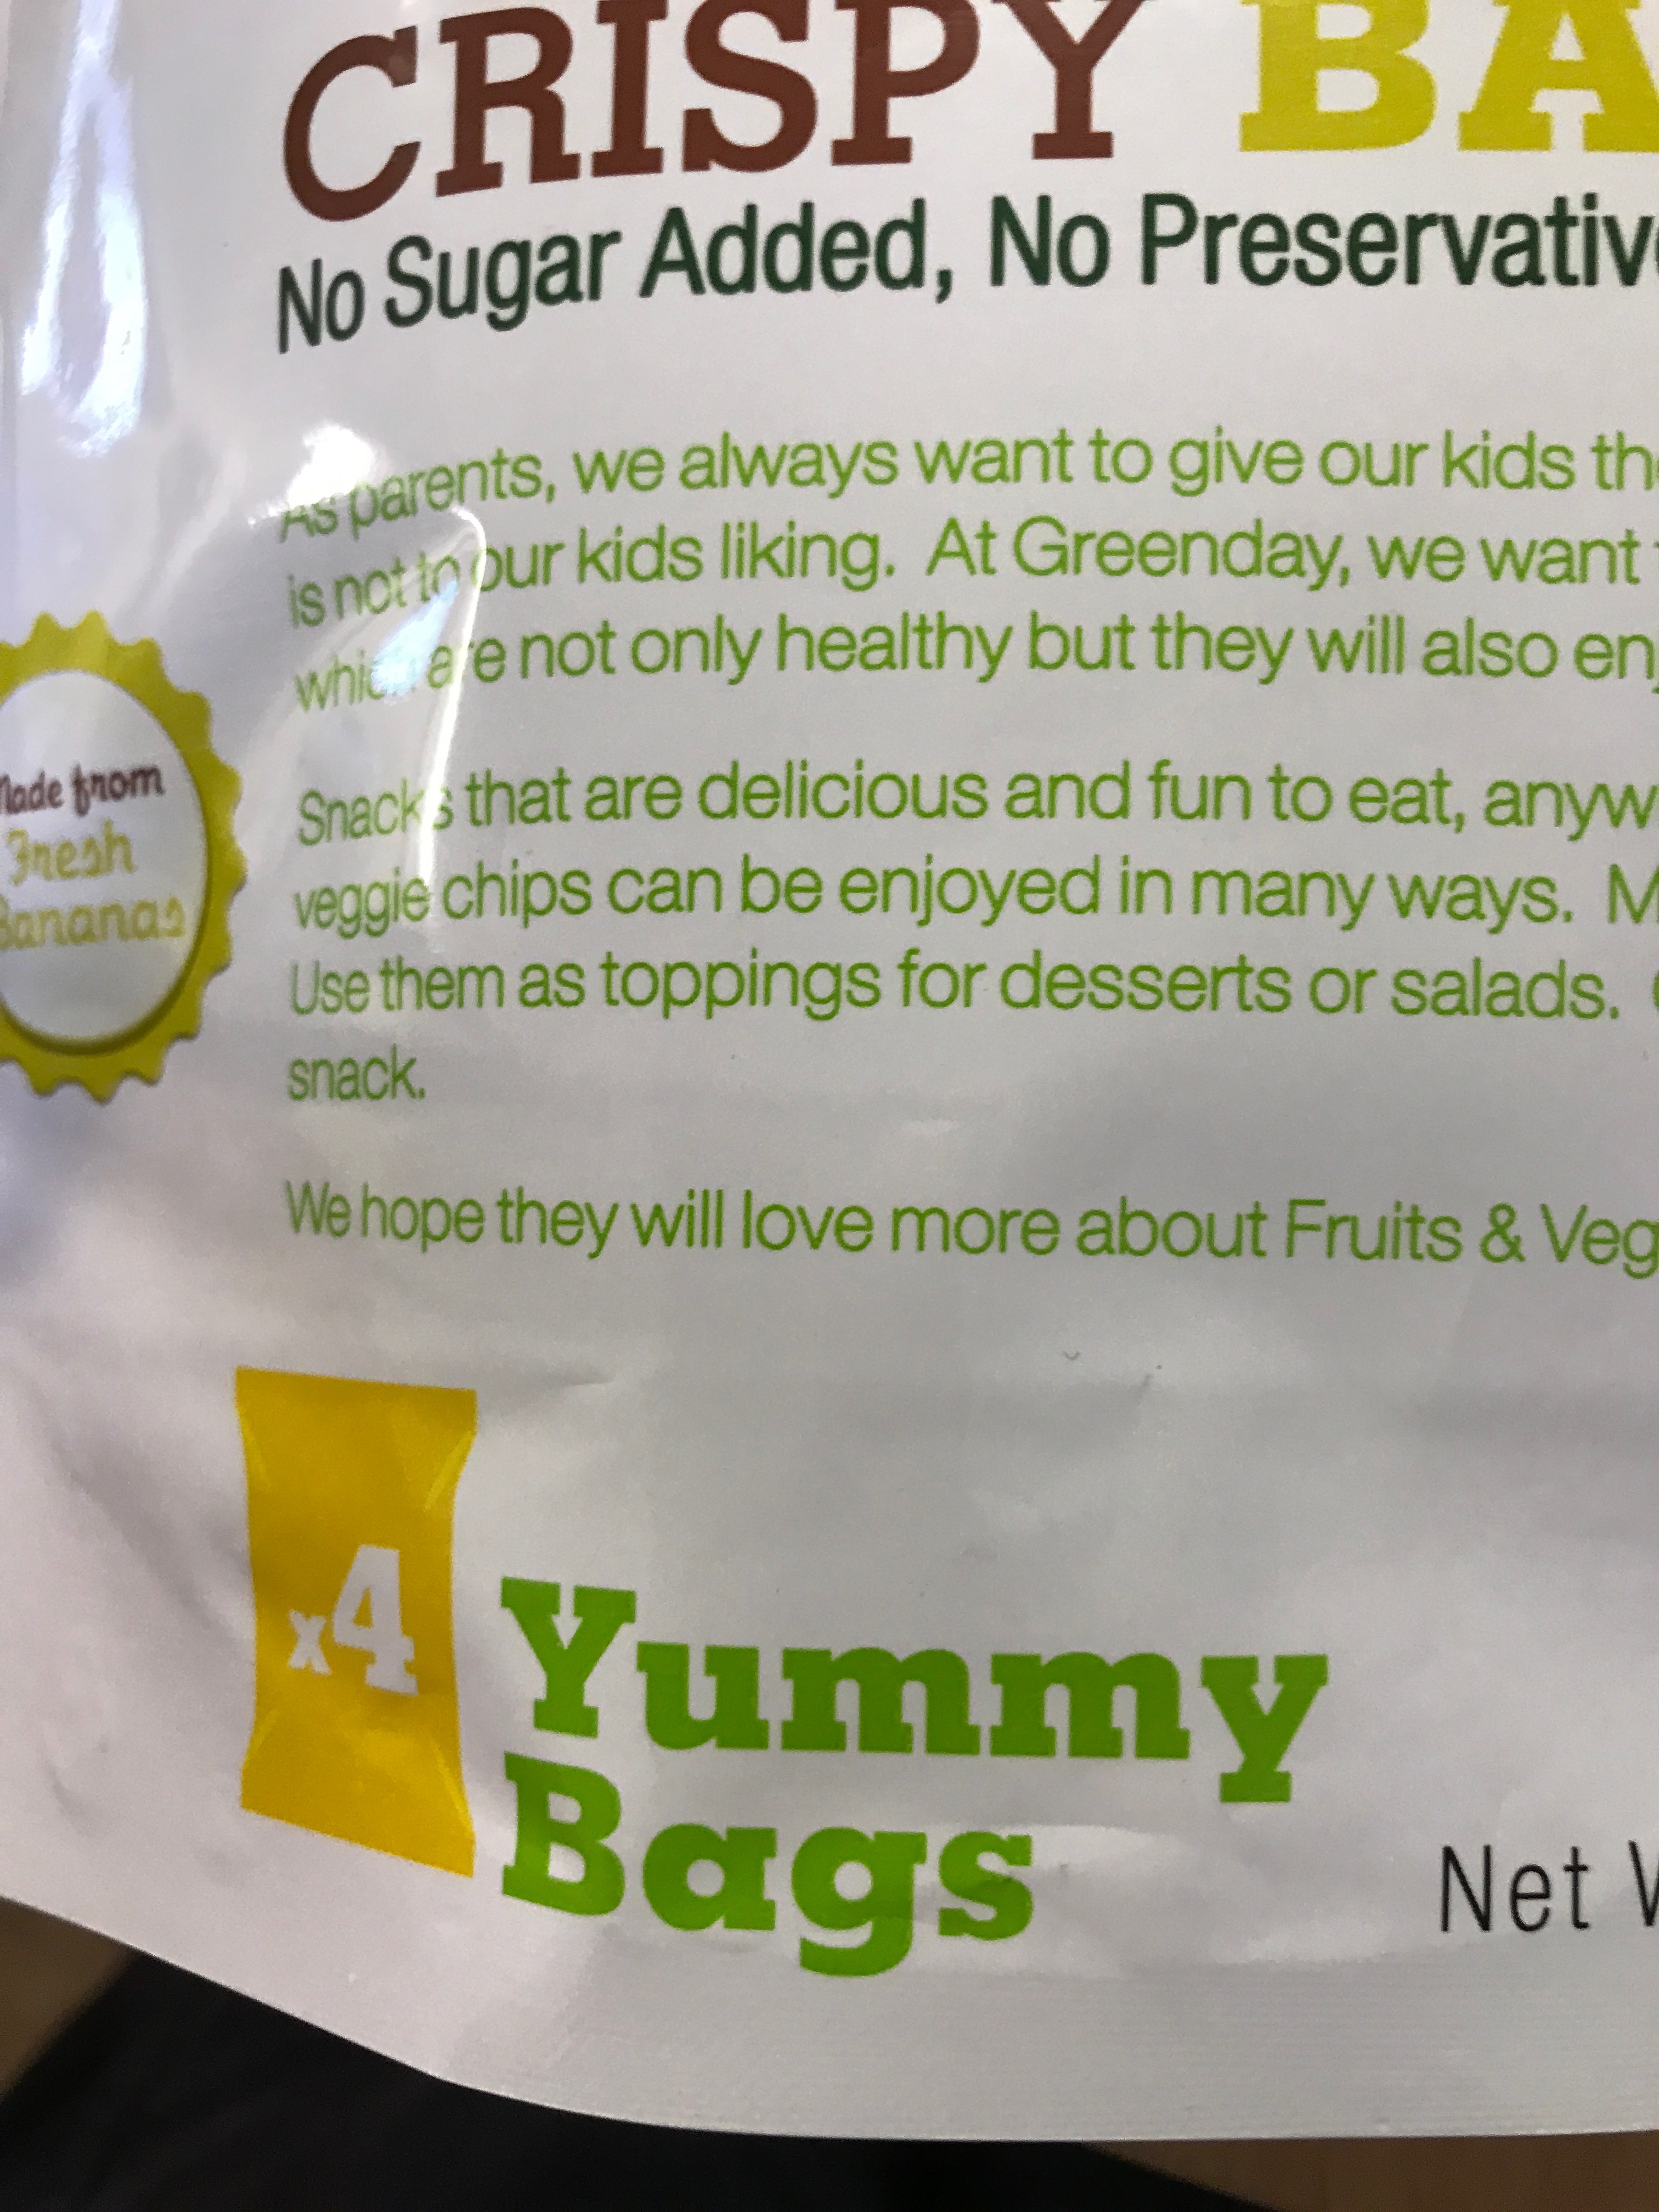 CRISPY BA
No Sugar Added, No Preservativ
As parents, we always want to give our kids th
is not to our kids liking. At Greenday, we want
which are not only healthy but they will also en
Made from
Fresh
Bananas
Snacks that are delicious and fun to eat, anyw
veggie chips can be enjoyed in many ways. M
Use them as toppings for desserts or salads.
snack.
We hope they will love more about Fruits & Veg
x4
Yummy
Bags
Net